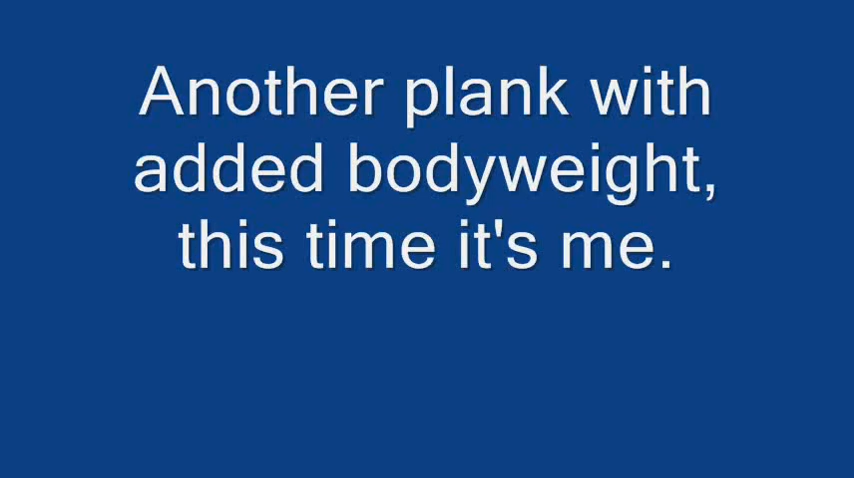 Another plank with
added bodyweight,
this time it's me.